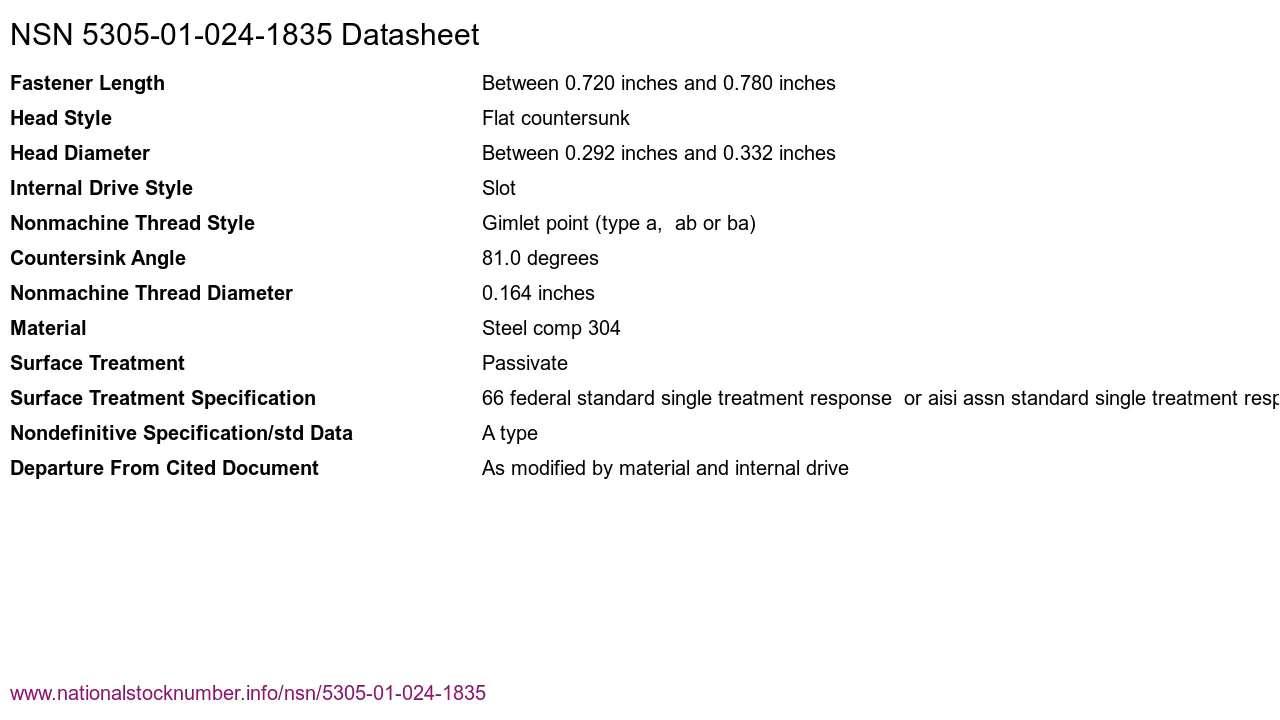 NSN 5305-01-024-1835 Datasheet
Fastener Length Between 0.720 inches and 0.780 inches
Head Style Flat countersunk
Head Diameter Between 0.292 inches and 0.332 inches
Internal Drive Style Slot
Nonmachine Thread Style Gimlet point (type a,  ab or ba)
Countersink Angle 81.0 degrees
Nonmachine Thread Diameter 0.164 inches
Material Steel comp 304
Surface Treatment Passivate
Surface Treatment Specification 66 federal standard single treatment response  or aisi assn standard single treatment
Nondefinitive Specification/std Data A type
Departure From Cited Document As modified by material and internal drive
www.nationalstocknumber.info/nsn/5305-01-024-1835